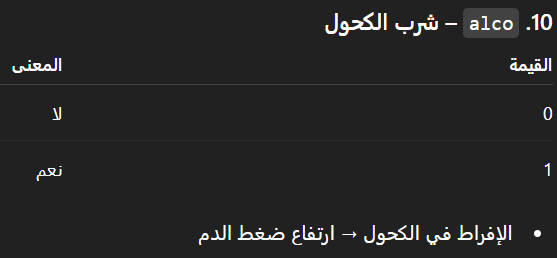 10. alco – شرب الكحول
القيمة المعنى
0 لا
1 نعم
• الإفراط في الكحول → ارتفاع ضغط الدم